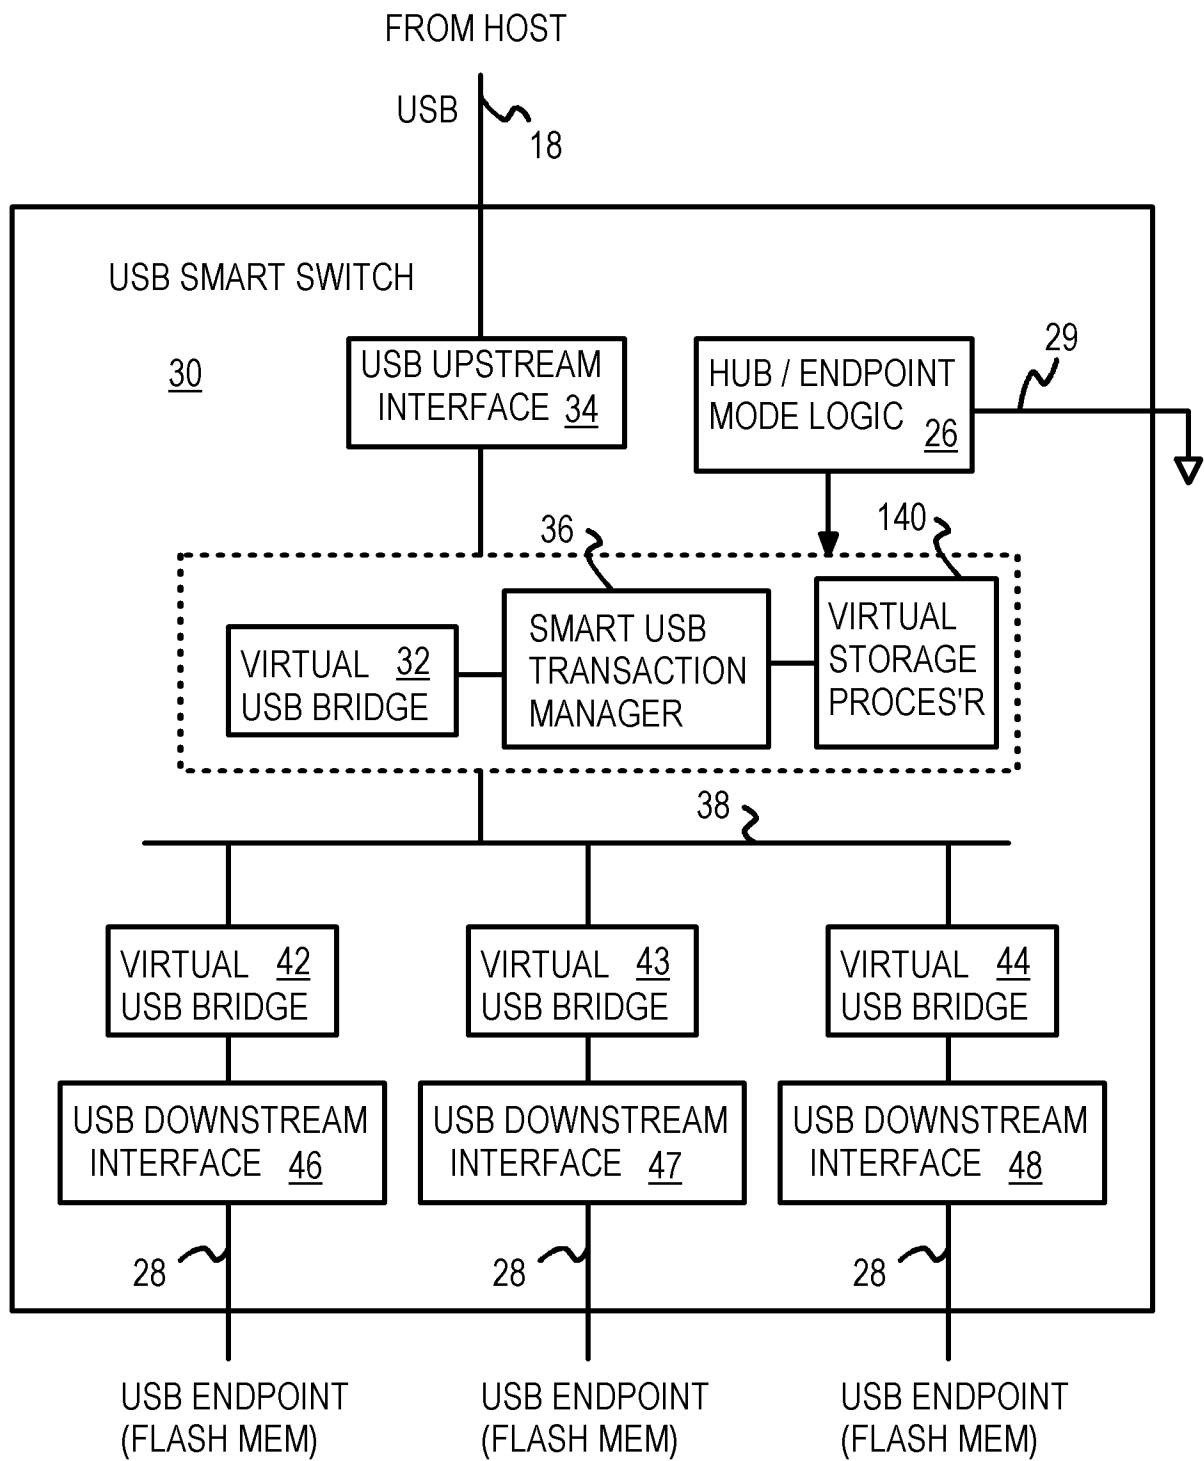 FROM HOST
USB
18
USB SMART SWITCH
30
USB UPSTREAM
INTERFACE 34
HUB / ENDPOINT
MODE LOGIC 26
29
36
140
VIRTUAL 32
USB BRIDGE
SMART USB
TRANSACTION
MANAGER
VIRTUAL
STORAGE
PROCES'R
38
VIRTUAL 42
USB BRIDGE
VIRTUAL 43
USB BRIDGE
VIRTUAL 44
USB BRIDGE
USB DOWNSTREAM
INTERFACE 46
USB DOWNSTREAM
INTERFACE 47
USB DOWNSTREAM
INTERFACE 48
28
28
28
USB ENDPOINT
(FLASH MEM)
USB ENDPOINT
(FLASH MEM)
USB ENDPOINT
(FLASH MEM)